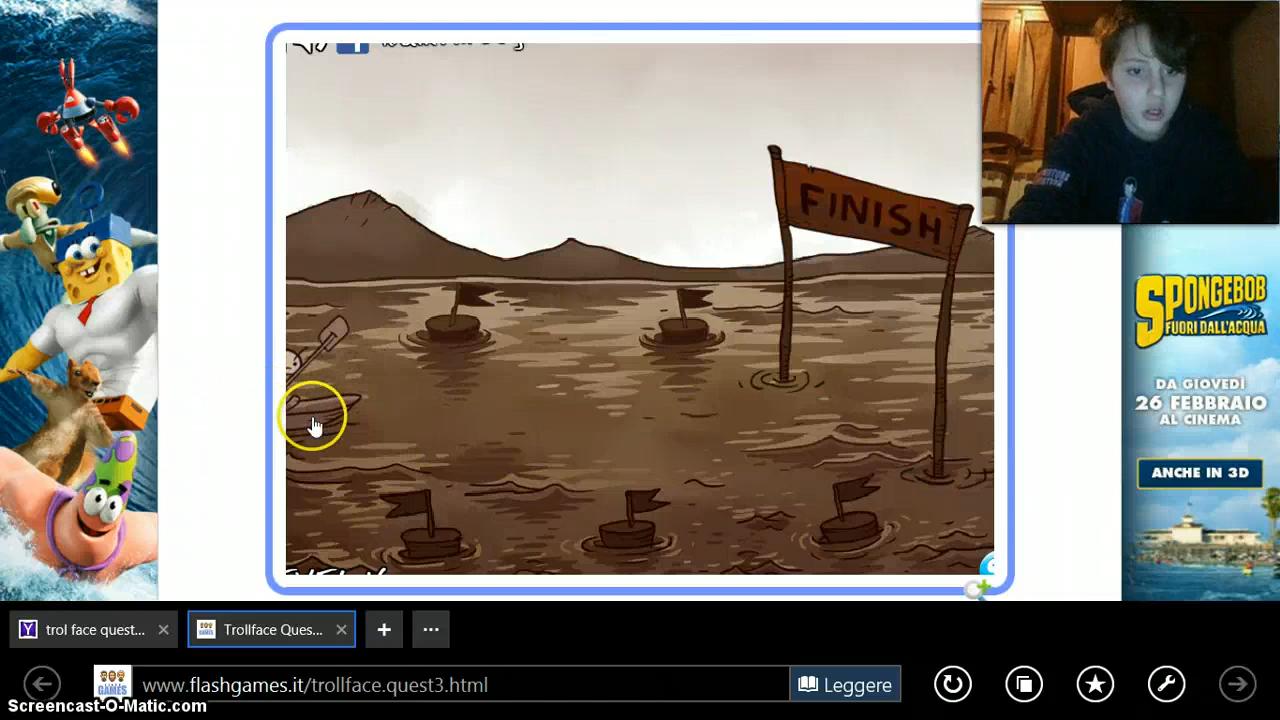 FINISH
SPONGEBOB
FUORI DALL'ACQUA
DA GIOVEDÌ
26 FEBBRAIO
AL CINEMA
ANCHE IN 3D
trol face quest...
Trollface Ques...
www.flashgames.it/trollface.quest3.html
Leggere
Screencast-O-Matic.com